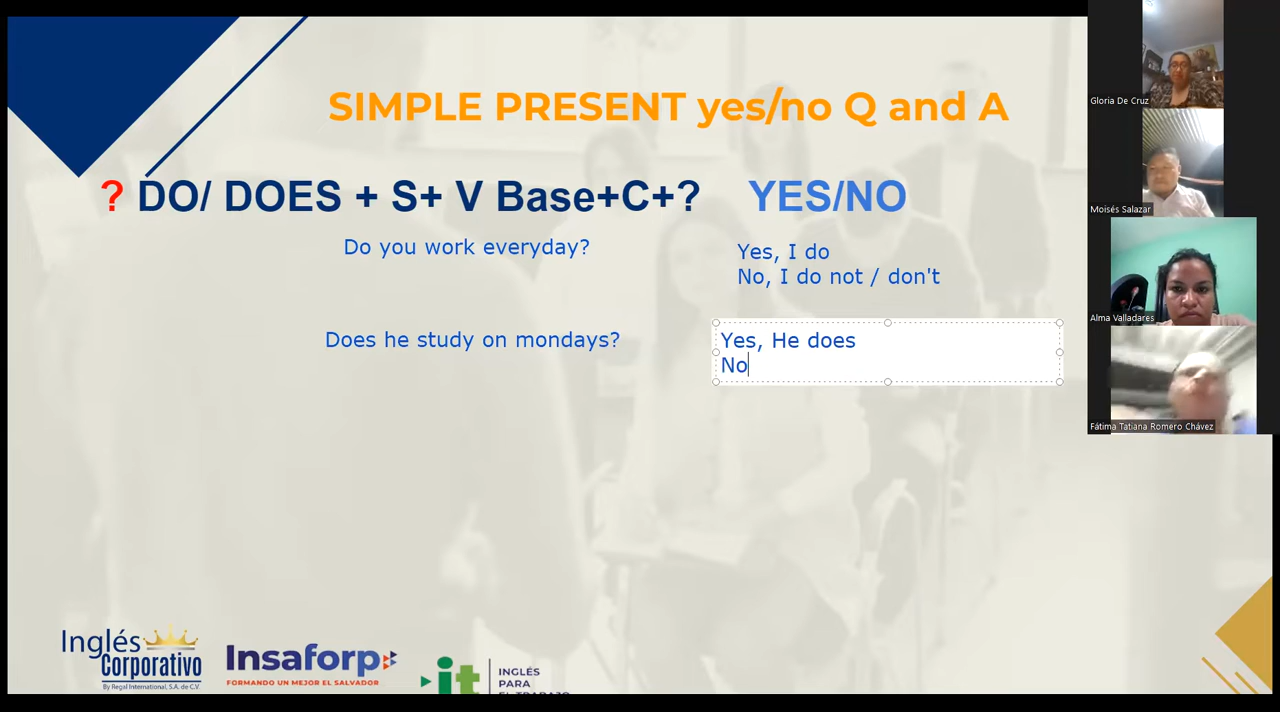 SIMPLE PRESENT yes/no Q and A
? DO/ DOES + S+ V Base+C+? YES/NO
Do you work everyday?
Yes, I do
No, I do not / don't
Does he study on mondays?
Yes, He does
No
Gloria De Cruz
Moisés Salazar
Alma Valladares
Fátima Tatiana Romero Chávez
Inglés
Corporativo
By Regal International, S.A. de C.V.
Insaforp
FORMANDO UN MEJOR EL SALVADOR
it
INGLÉS
PARA
EL TRABAJO